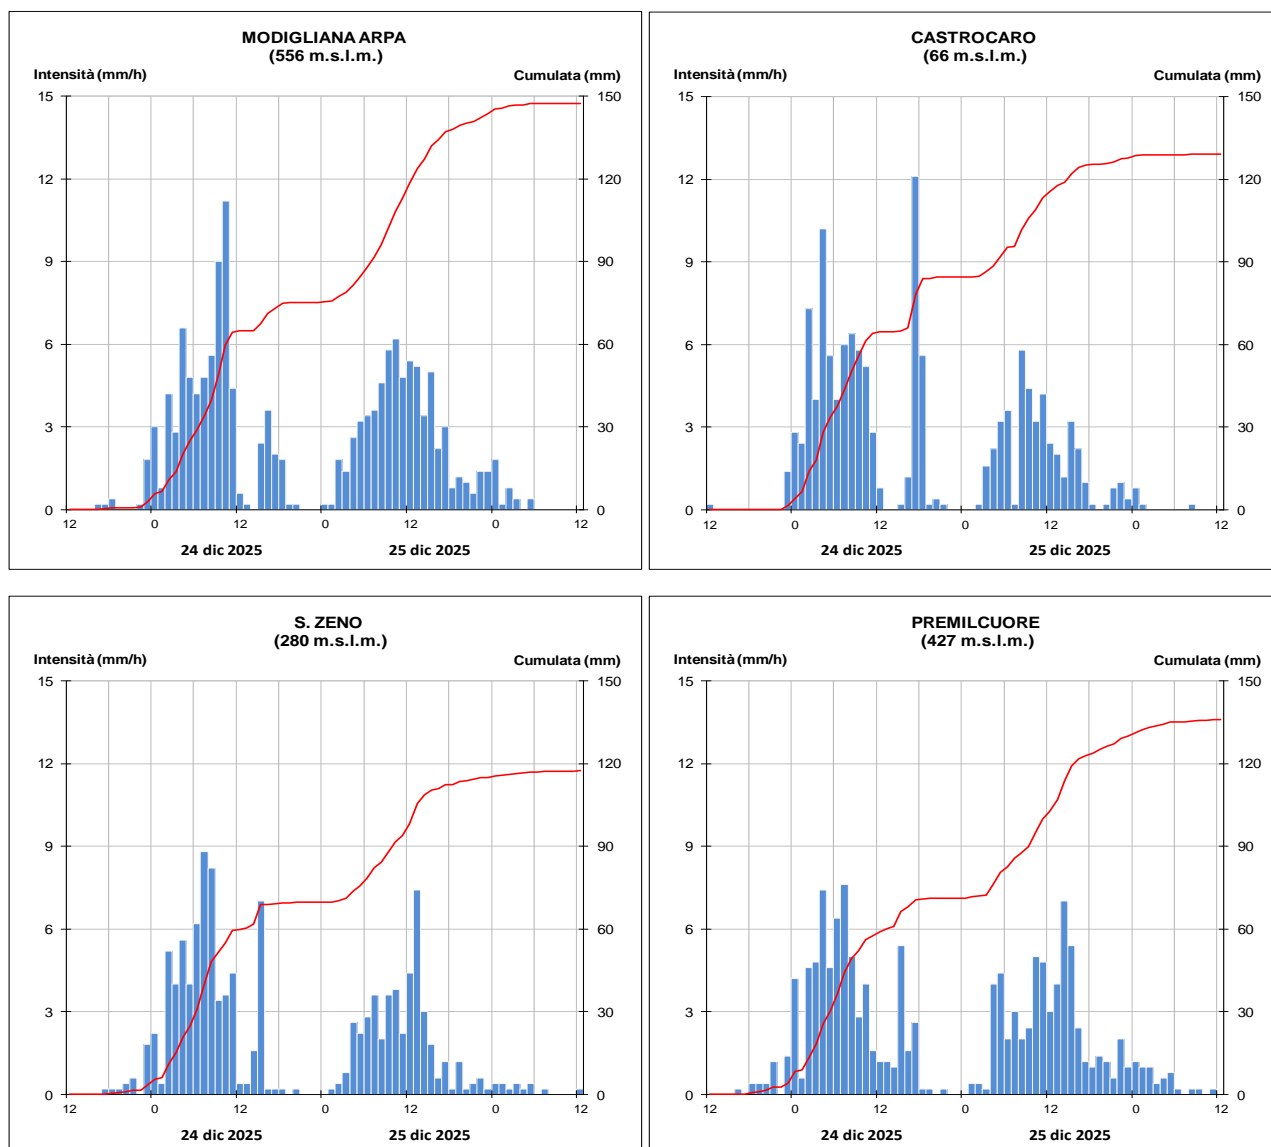 MODIGLIANA ARPA
(556 m.s.l.m.)
Intensità (mm/h) Cumulata (mm)
15 150
12 120
9 90
6 60
3 30
0 0
12 0 12 0 12 0 12
24 dic 2025 25 dic 2025
CASTROCARO
(66 m.s.l.m.)
Intensità (mm/h) Cumulata (mm)
15 150
12 120
9 90
6 60
3 30
0 0
12 0 12 0 12 0 12
24 dic 2025 25 dic 2025
S. ZENO
(280 m.s.l.m.)
Intensità (mm/h) Cumulata (mm)
15 150
12 120
9 90
6 60
3 30
0 0
12 0 12 0 12 0 12
24 dic 2025 25 dic 2025
PREMILCUORE
(427 m.s.l.m.)
Intensità (mm/h) Cumulata (mm)
15 150
12 120
9 90
6 60
3 30
0 0
12 0 12 0 12 0 12
24 dic 2025 25 dic 2025